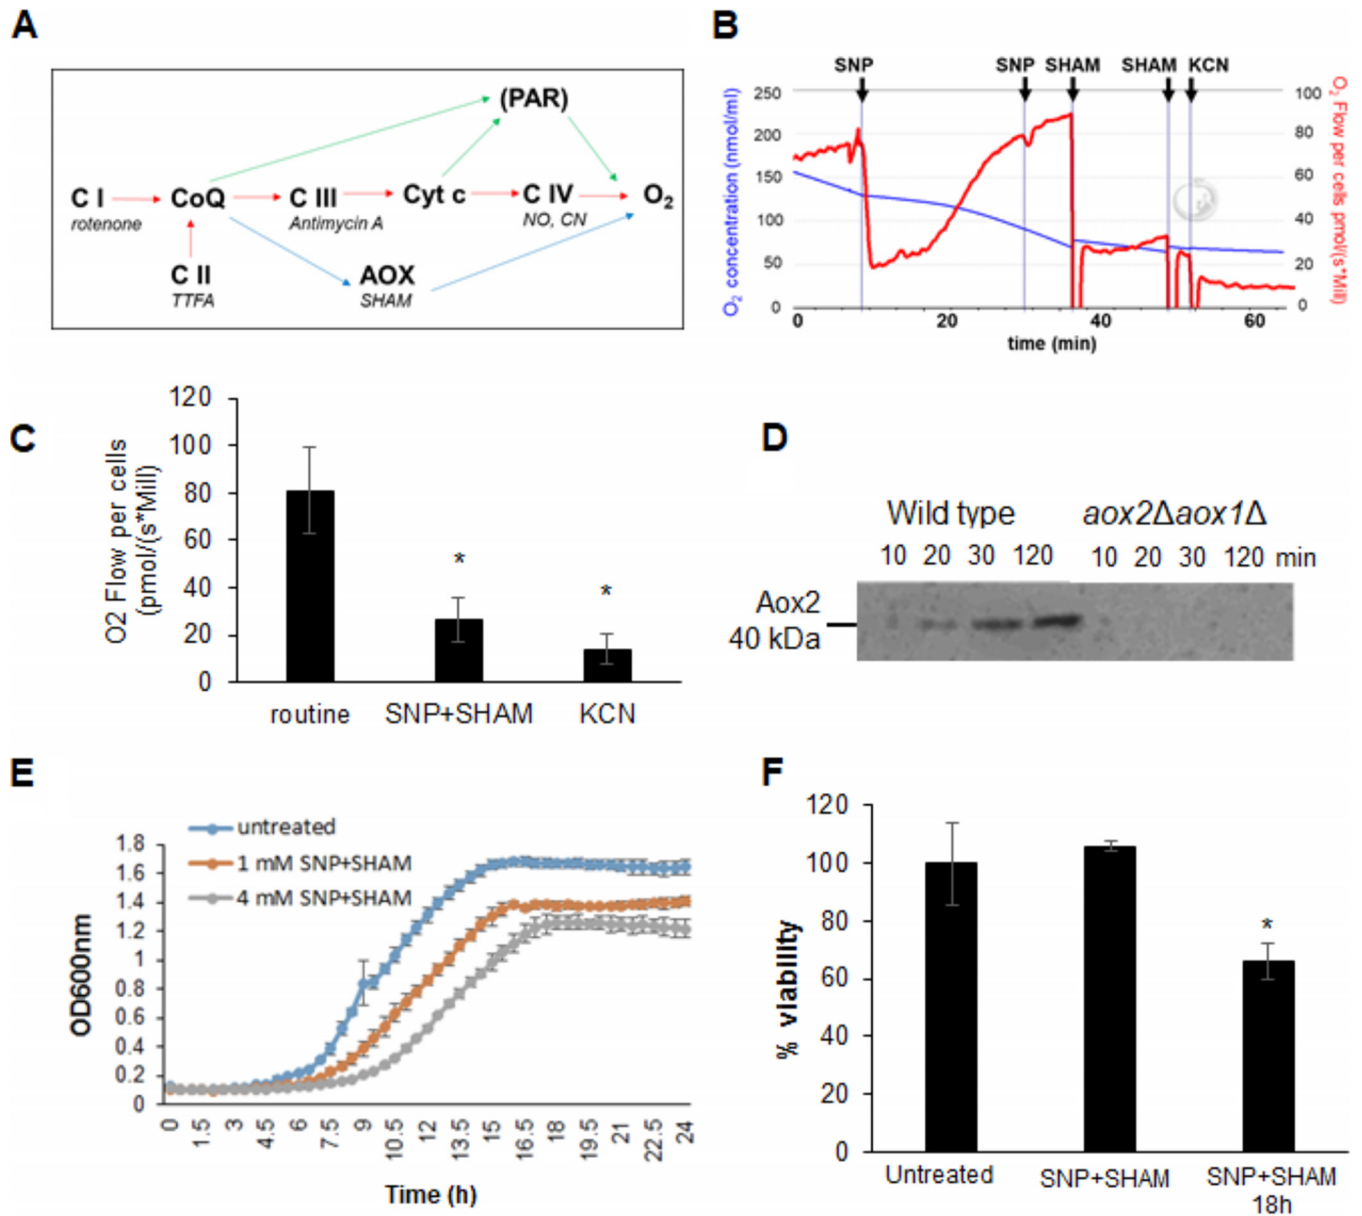 A
(PAR)
C I
CoQ
C III
Cyt c
C IV
O2
rotenone
Antimycin A
NO, CN
C II
AOX
TTFA
SHAM
B
SNP
SNP
SHAM
SHAM
KCN
O2 concentration (nmol/ml)
250
200
150
100
50
0
100
80
60
40
20
0
O2 Flow per cells pmol/(s*Mill)
0
20
40
60
time (min)
C
O2 Flow per cells
(pmol/(s*Mill)
120
100
80
60
40
20
0
*
*
routine
SNP+SHAM
KCN
D
Wild type
aox2Δaox1Δ
10 20 30 120
10 20 30 120 min
Aox2
40 kDa
E
untreated
1 mM SNP+SHAM
4 mM SNP+SHAM
OD600nm
1.8
1.6
1.4
1.2
1
0.8
0.6
0.4
0.2
0
0 1.5 3 4.5 6 7.5 9 10.5 12 13.5 15 16.5 18 19.5 21 22.5 24
Time (h)
F
% viability
120
100
80
60
40
20
0
*
Untreated
SNP+SHAM
SNP+SHAM
18h